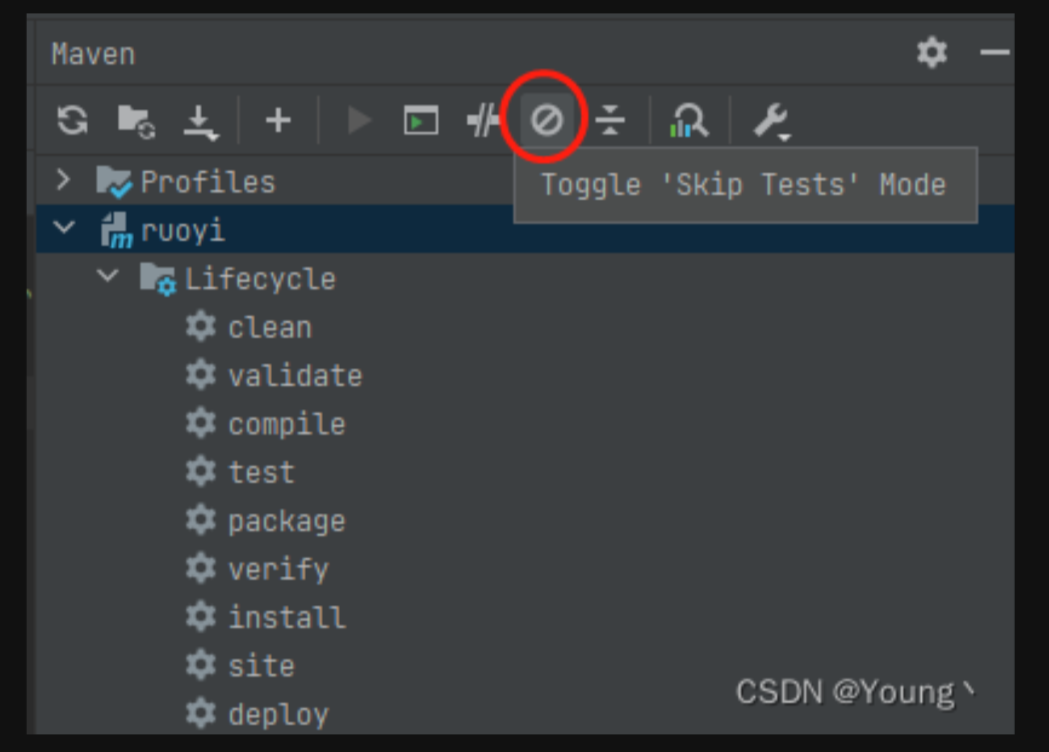 Maven
Profiles
Toggle 'Skip Tests' Mode
ruoyi
Lifecycle
clean
validate
compile
test
package
verify
install
site
deploy
CSDN @Young丶